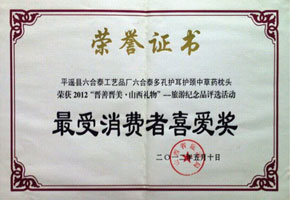 荣誉证书
平遥县六合泰工艺品厂六合泰多孔护耳护颈中草药枕头
荣获2012“晋善晋美·山西礼物”--旅游纪念品评选活动
最受消费者喜爱奖
二〇一二年五月十日